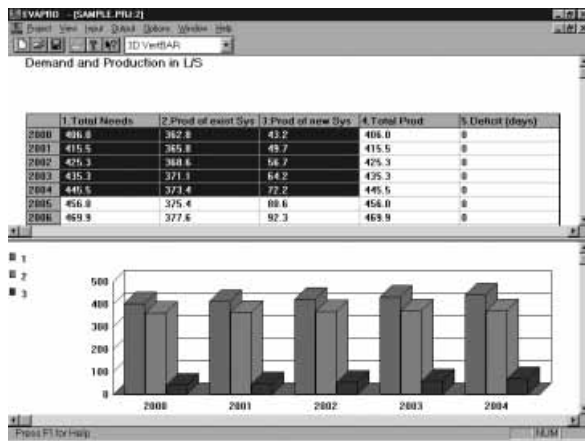 EVAPRO - [SAMPLE.PRJ:2]
Project View Input Output Options Window Help
3D VertBAR
Demand and Production in L/S
1.Total Needs 2.Prod of exist Sys 3.Prod of new Sys 4.Total Prod 5.Deficit (days)
2000 406.0 362.8 43.2 406.0 0
2001 415.5 365.8 49.7 415.5 0
2002 425.3 368.6 56.7 425.3 0
2003 435.3 371.1 64.2 435.3 0
2004 445.5 373.4 72.2 445.5 0
2005 456.0 375.4 80.6 456.0 0
2006 469.9 377.6 92.3 469.9 0
1
2
3
500
400
300
200
100
0
2000 2001 2002 2003 2004
Press F1 for Help NUM